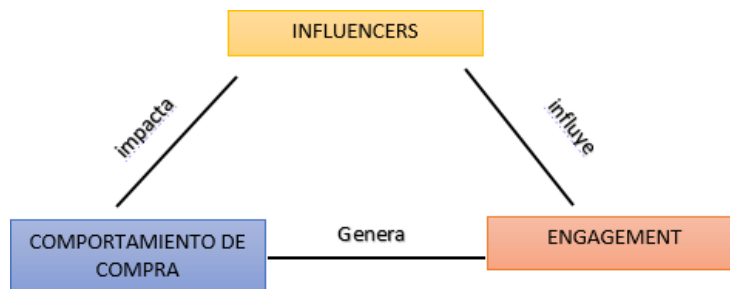 INFLUENCERS
impacta
influye
Genera
COMPORTAMIENTO DE
COMPRA
ENGAGEMENT